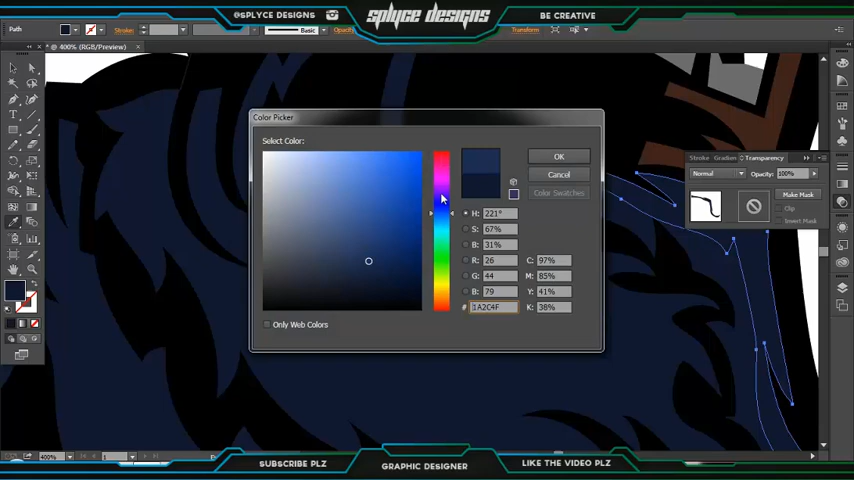 @SPLYCE DESIGNS
SPLYCE DESIGNS
BE CREATIVE
Path
Stroke:
Basic
Opacity
Transform
* @ 400% (RGB/Preview)
Color Picker
Select Color:
OK
Cancel
Color Swatches
H: 221°
S: 67%
B: 31%
R: 26
C: 97%
G: 44
M: 85%
B: 79
Y: 41%
# 1A2C4F
K: 38%
Only Web Colors
Stroke
Gradien
Transparency
Normal
Opacity: 100%
Make Mask
Clip
Invert Mask
400%
1
SUBSCRIBE PLZ
GRAPHIC DESIGNER
LIKE THE VIDEO PLZ